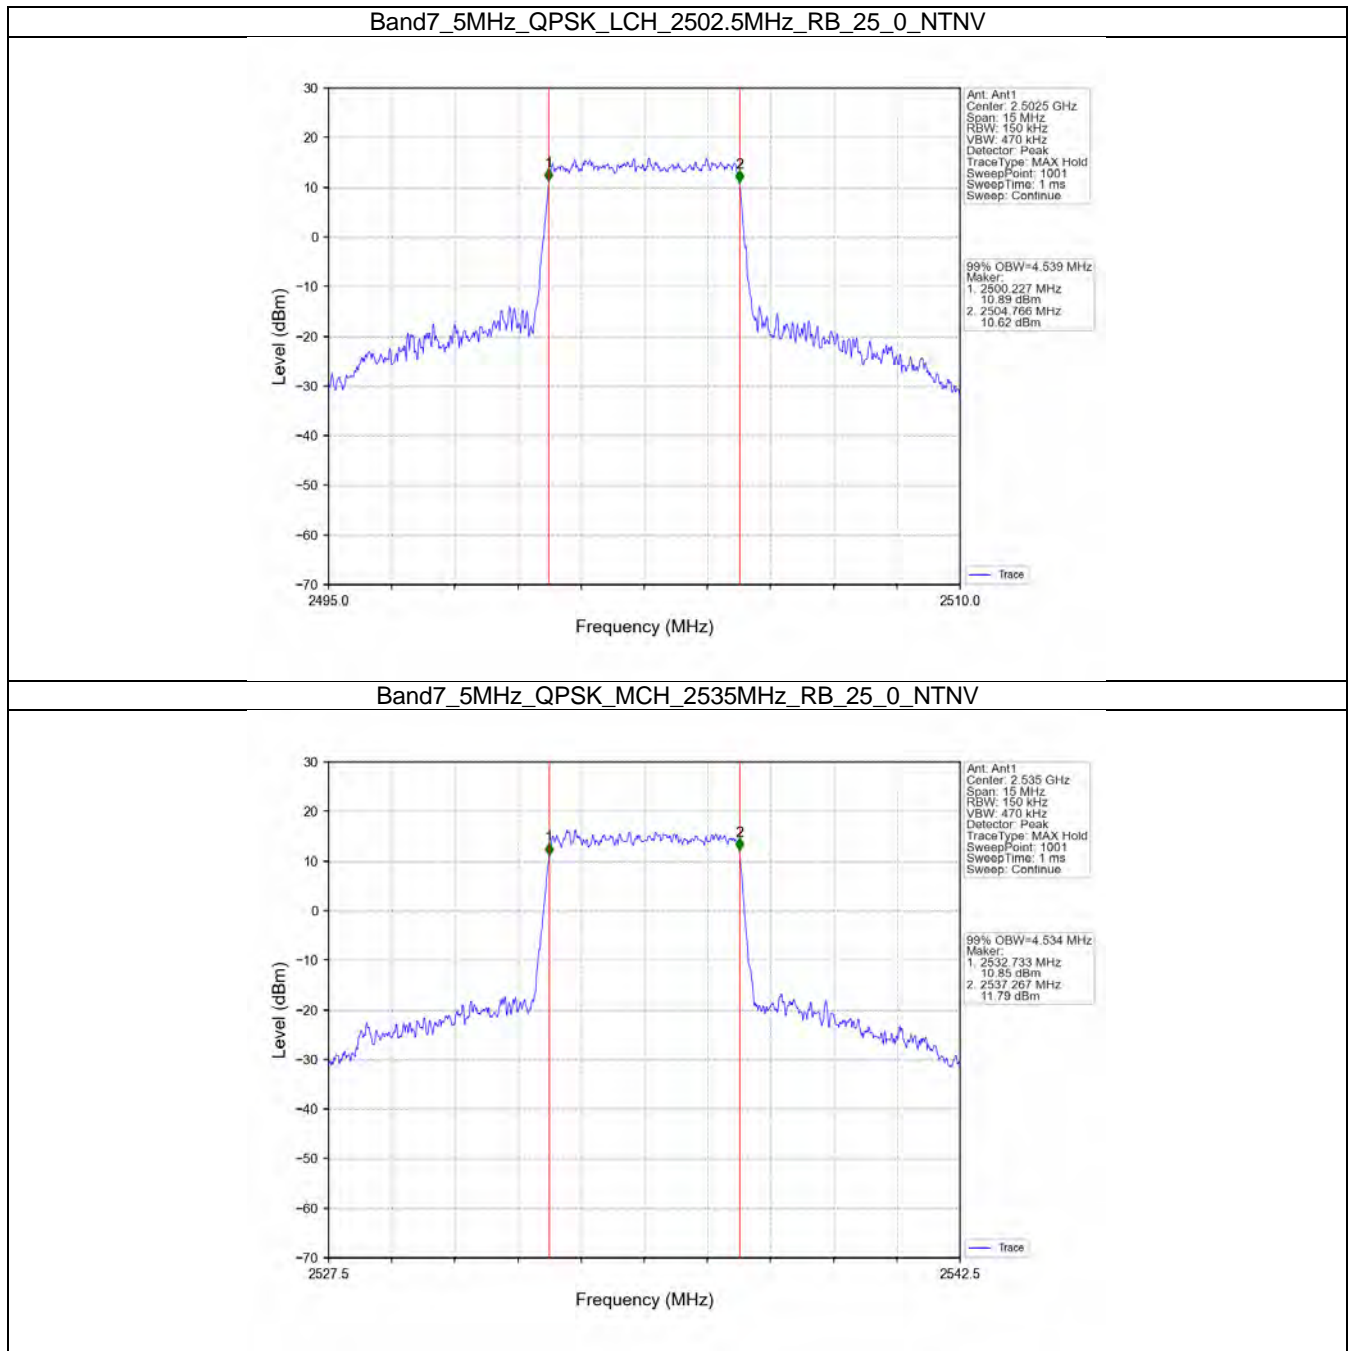 Band7_5MHz_QPSK_LCH_2502.5MHz_RB_25_0_NTNV
30
20
10
0
−10
−20
−30
−40
−50
−60
−70
Level (dBm)
1
2
2495.0
2510.0
Frequency (MHz)
Ant: Ant1
Center: 2.5025 GHz
Span: 15 MHz
RBW: 150 kHz
VBW: 470 kHz
Detector: Peak
TraceType: MAX Hold
SweepPoint: 1001
SweepTime: 1 ms
Sweep: Continue
99% OBW=4.539 MHz
Maker:
1. 2500.227 MHz
10.89 dBm
2. 2504.766 MHz
10.62 dBm
Trace
Band7_5MHz_QPSK_MCH_2535MHz_RB_25_0_NTNV
30
20
10
0
−10
−20
−30
−40
−50
−60
−70
Level (dBm)
1
2
2527.5
2542.5
Frequency (MHz)
Ant: Ant1
Center: 2.535 GHz
Span: 15 MHz
RBW: 150 kHz
VBW: 470 kHz
Detector: Peak
TraceType: MAX Hold
SweepPoint: 1001
SweepTime: 1 ms
Sweep: Continue
99% OBW=4.534 MHz
Maker:
1. 2532.733 MHz
10.85 dBm
2. 2537.267 MHz
11.79 dBm
Trace